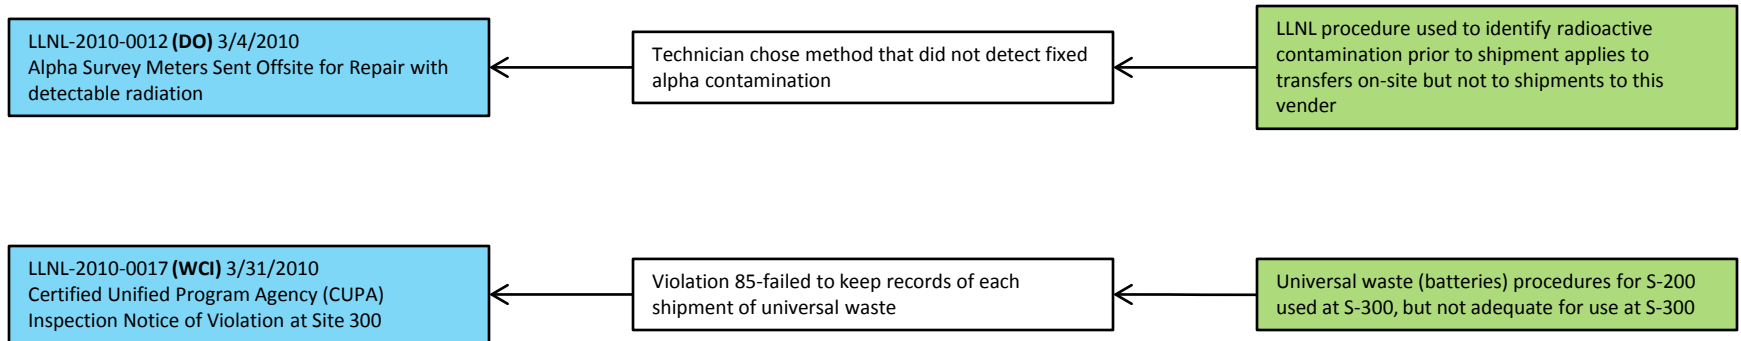 LLNL-2010-0012 (DO) 3/4/2010
Alpha Survey Meters Sent Offsite for Repair with
detectable radiation
Technician chose method that did not detect fixed
alpha contamination
LLNL procedure used to identify radioactive
contamination prior to shipment applies to
transfers on-site but not to shipments to this
vender
LLNL-2010-0017 (WCI) 3/31/2010
Certified Unified Program Agency (CUPA)
Inspection Notice of Violation at Site 300
Violation 85-failed to keep records of each
shipment of universal waste
Universal waste (batteries) procedures for S-200
used at S-300, but not adequate for use at S-300